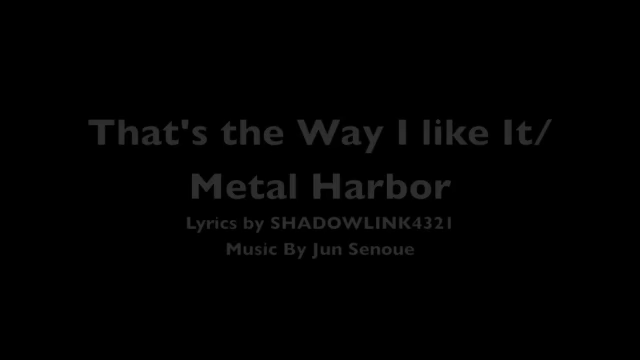 That's the Way I like It/
Metal Harbor
Lyrics by SHADOWLINK4321
Music By Jun Senoue